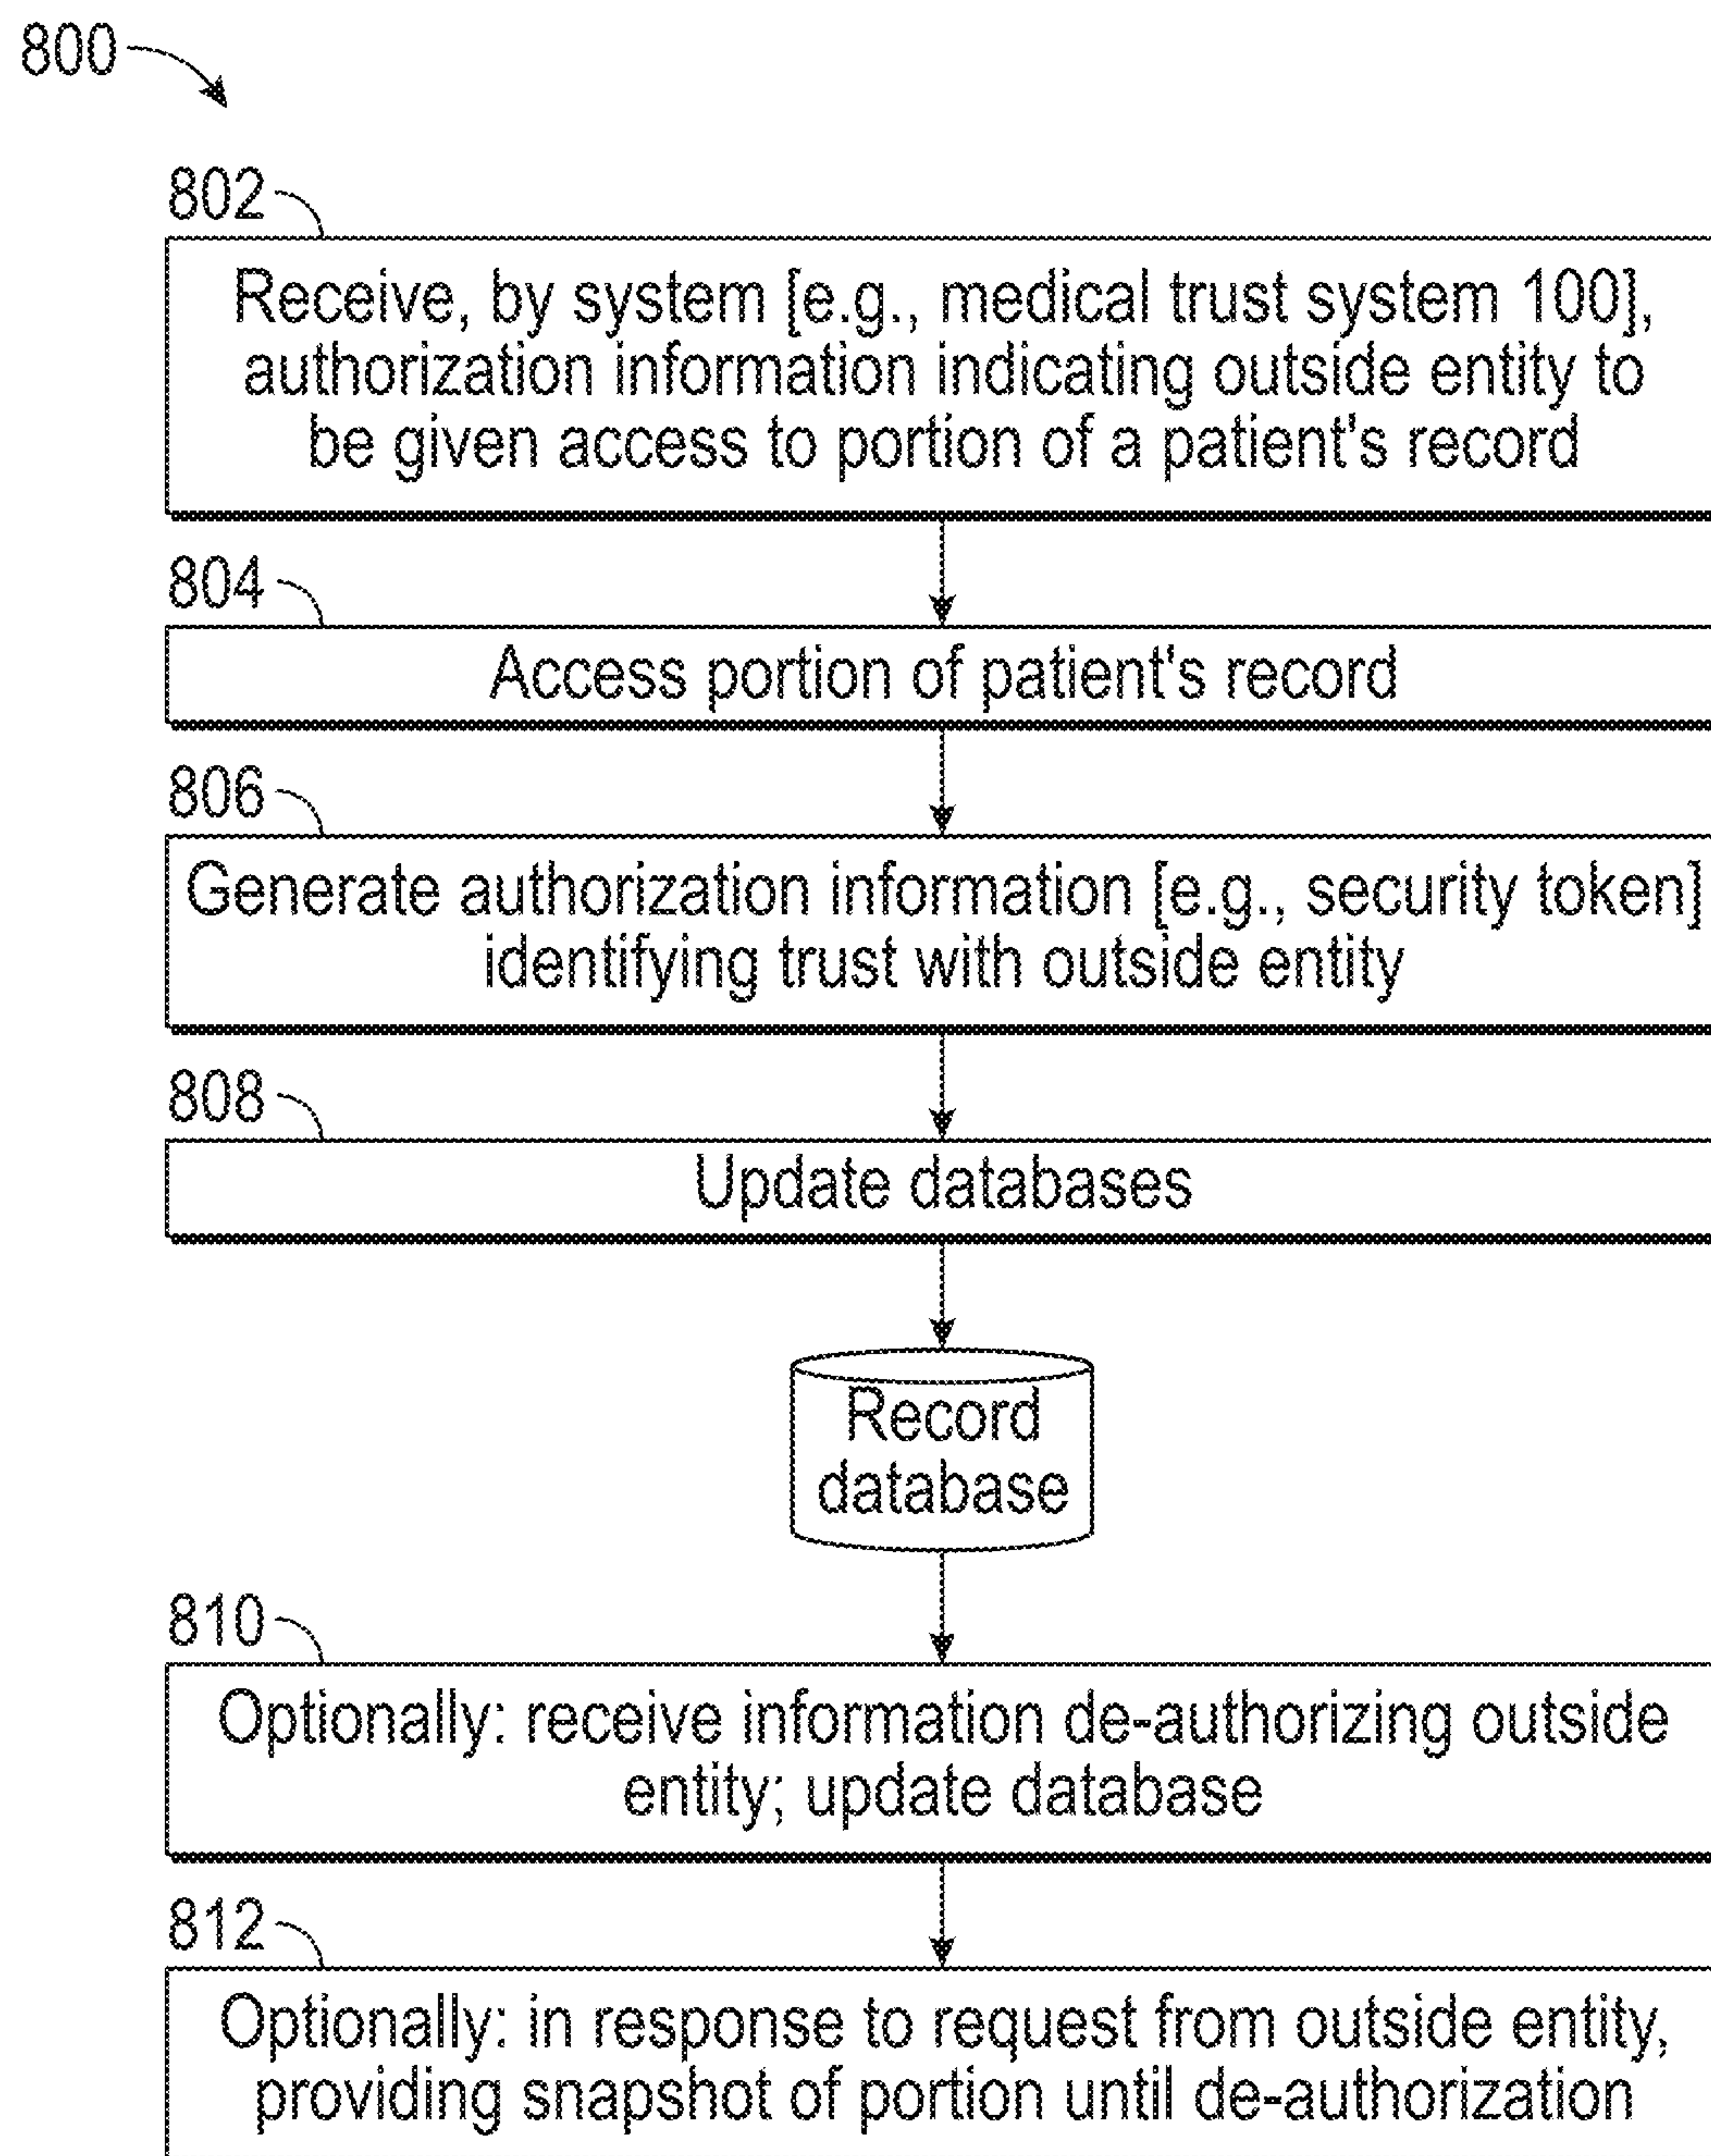 800
802
Receive, by system [e.g., medical trust system 100],
authorization information indicating outside entity to
be given access to portion of a patient's record
804
Access portion of patient's record
806
Generate authorization information [e.g., security token]
identifying trust with outside entity
808
Update databases
Record
database
810
Optionally: receive information de-authorizing outside
entity; update database
812
Optionally: in response to request from outside entity,
providing snapshot of portion until de-authorization